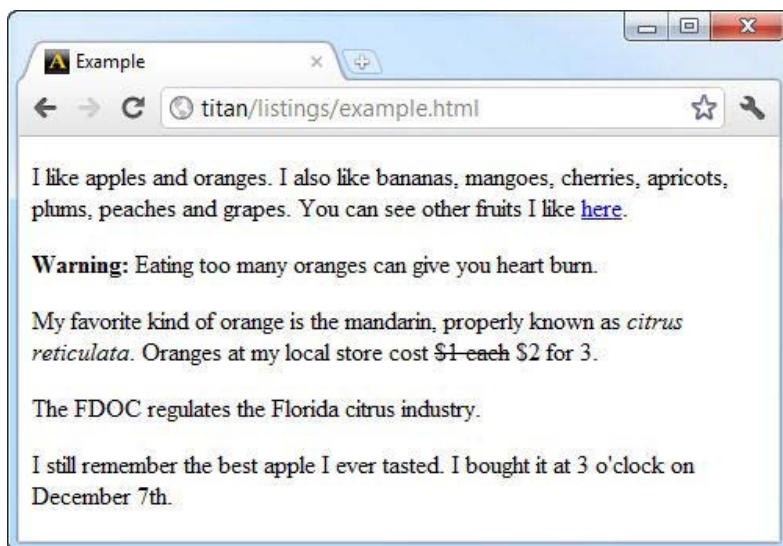 Example
titan/listings/example.html
I like apples and oranges. I also like bananas, mangoes, cherries, apricots,
plums, peaches and grapes. You can see other fruits I like here.
Warning: Eating too many oranges can give you heart burn.
My favorite kind of orange is the mandarin, properly known as citrus
reticulata. Oranges at my local store cost $1 each $2 for 3.
The FDOC regulates the Florida citrus industry.
I still remember the best apple I ever tasted. I bought it at 3 o'clock on
December 7th.